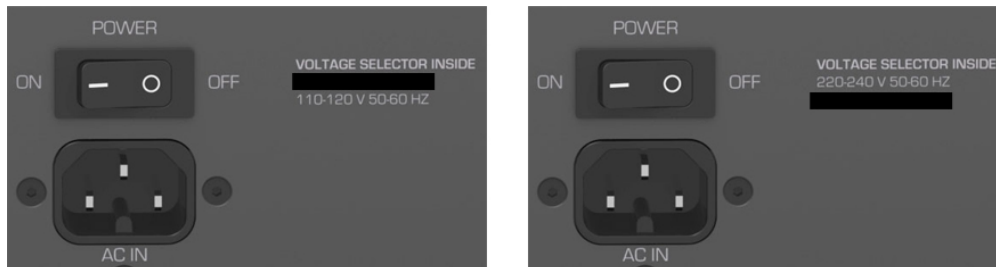 POWER
ON
OFF
VOLTAGE SELECTOR INSIDE
110-120 V 50-60 HZ
AC IN
POWER
ON
OFF
VOLTAGE SELECTOR INSIDE
220-240 V 50-60 HZ
AC IN